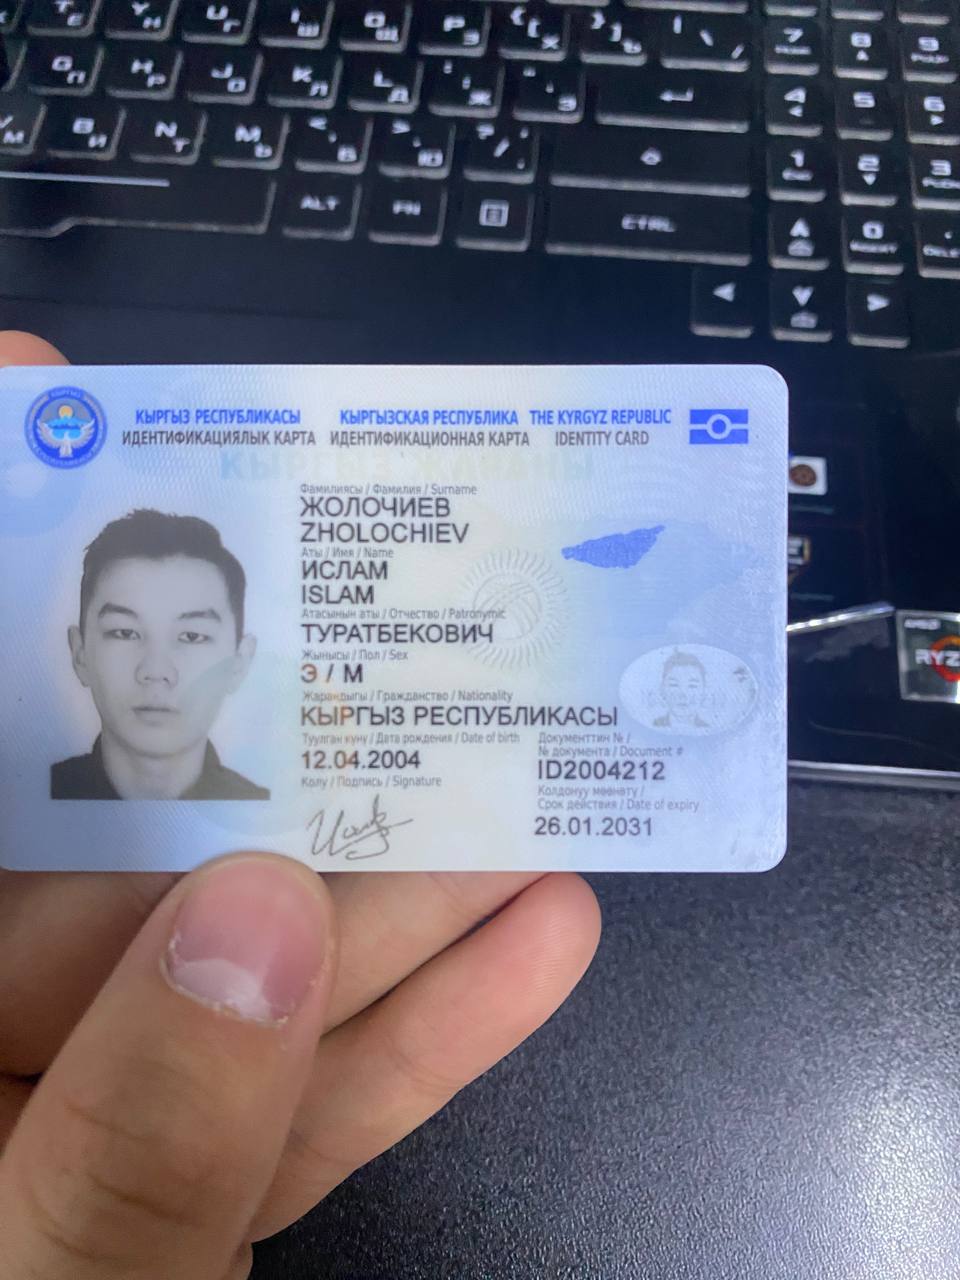 КЫРГЫЗ РЕСПУБЛИКАСЫ КЫРГЫЗСКАЯ РЕСПУБЛИКА THE KYRGYZ REPUBLIC
ИДЕНТИФИКАЦИЯЛЫК КАРТА ИДЕНТИФИКАЦИОННАЯ КАРТА IDENTITY CARD
Фамилиясы / Фамилия / Surname
ЖОЛОЧИЕВ
ZHOLOCHIEV
Аты / Имя / Name
ИСЛАМ
ISLAM
Атасынын аты / Отчество / Patronymic
ТУРАТБЕКОВИЧ
Жынысы / Пол / Sex
Э / М
Жарандыгы / Гражданство / Nationality
КЫРГЫЗ РЕСПУБЛИКАСЫ
Туулган күнү / Дата рождения / Date of birth
12.04.2004
Колу / Подпись / Signature
Документтин № /
№ документа / Document #
ID2004212
Колдонуу мөөнөтү /
Срок действия / Date of expiry
26.01.2031
ALT FN CTRL
AMD
RYZ